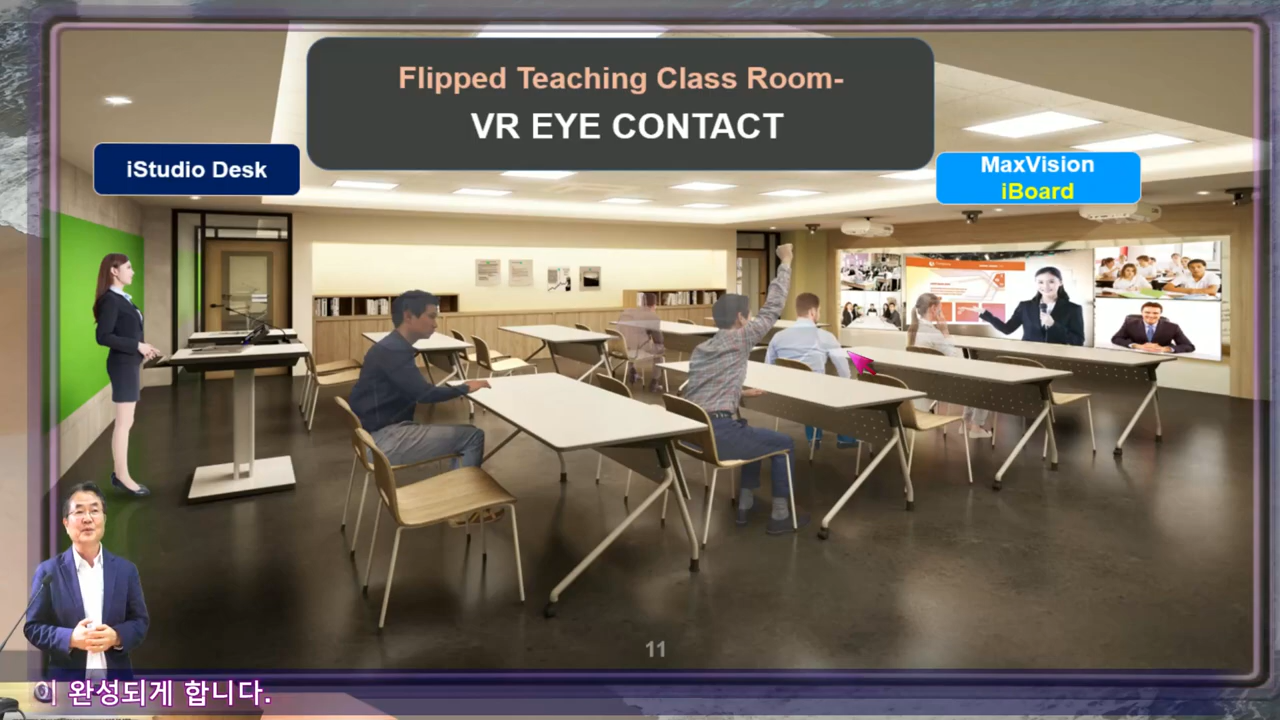 Flipped Teaching Class Room-
VR EYE CONTACT
iStudio Desk
MaxVision
iBoard
11
이 완성되게 합니다.